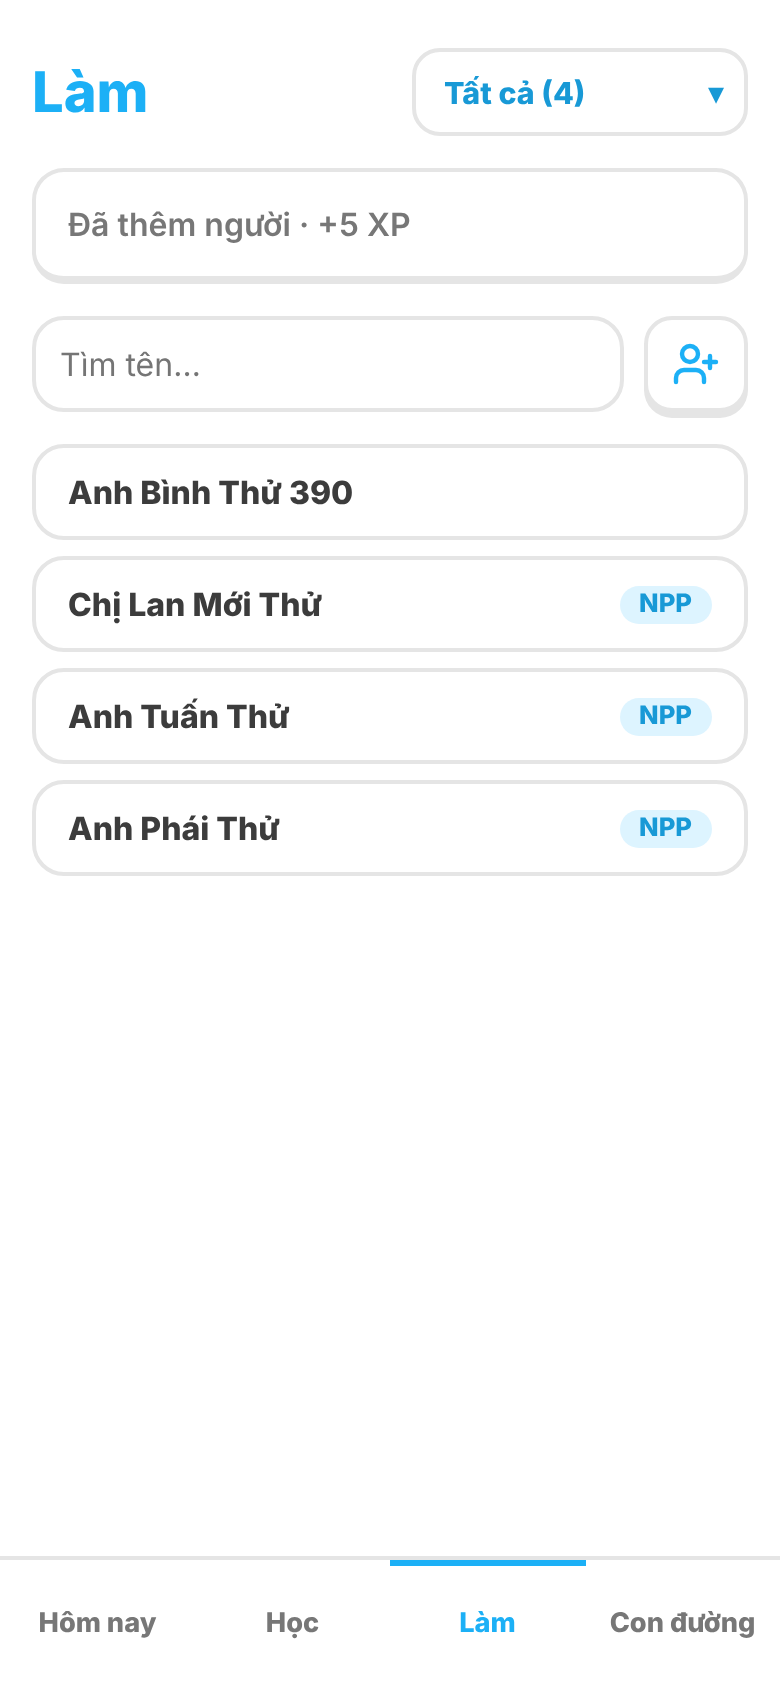 Làm
Tất cả (4) ▼
Đã thêm người · +5 XP
Tìm tên...
Anh Bình Thử 390
Chị Lan Mới Thử NPP
Anh Tuấn Thử NPP
Anh Phái Thử NPP
Hôm nay Học Làm Con đường